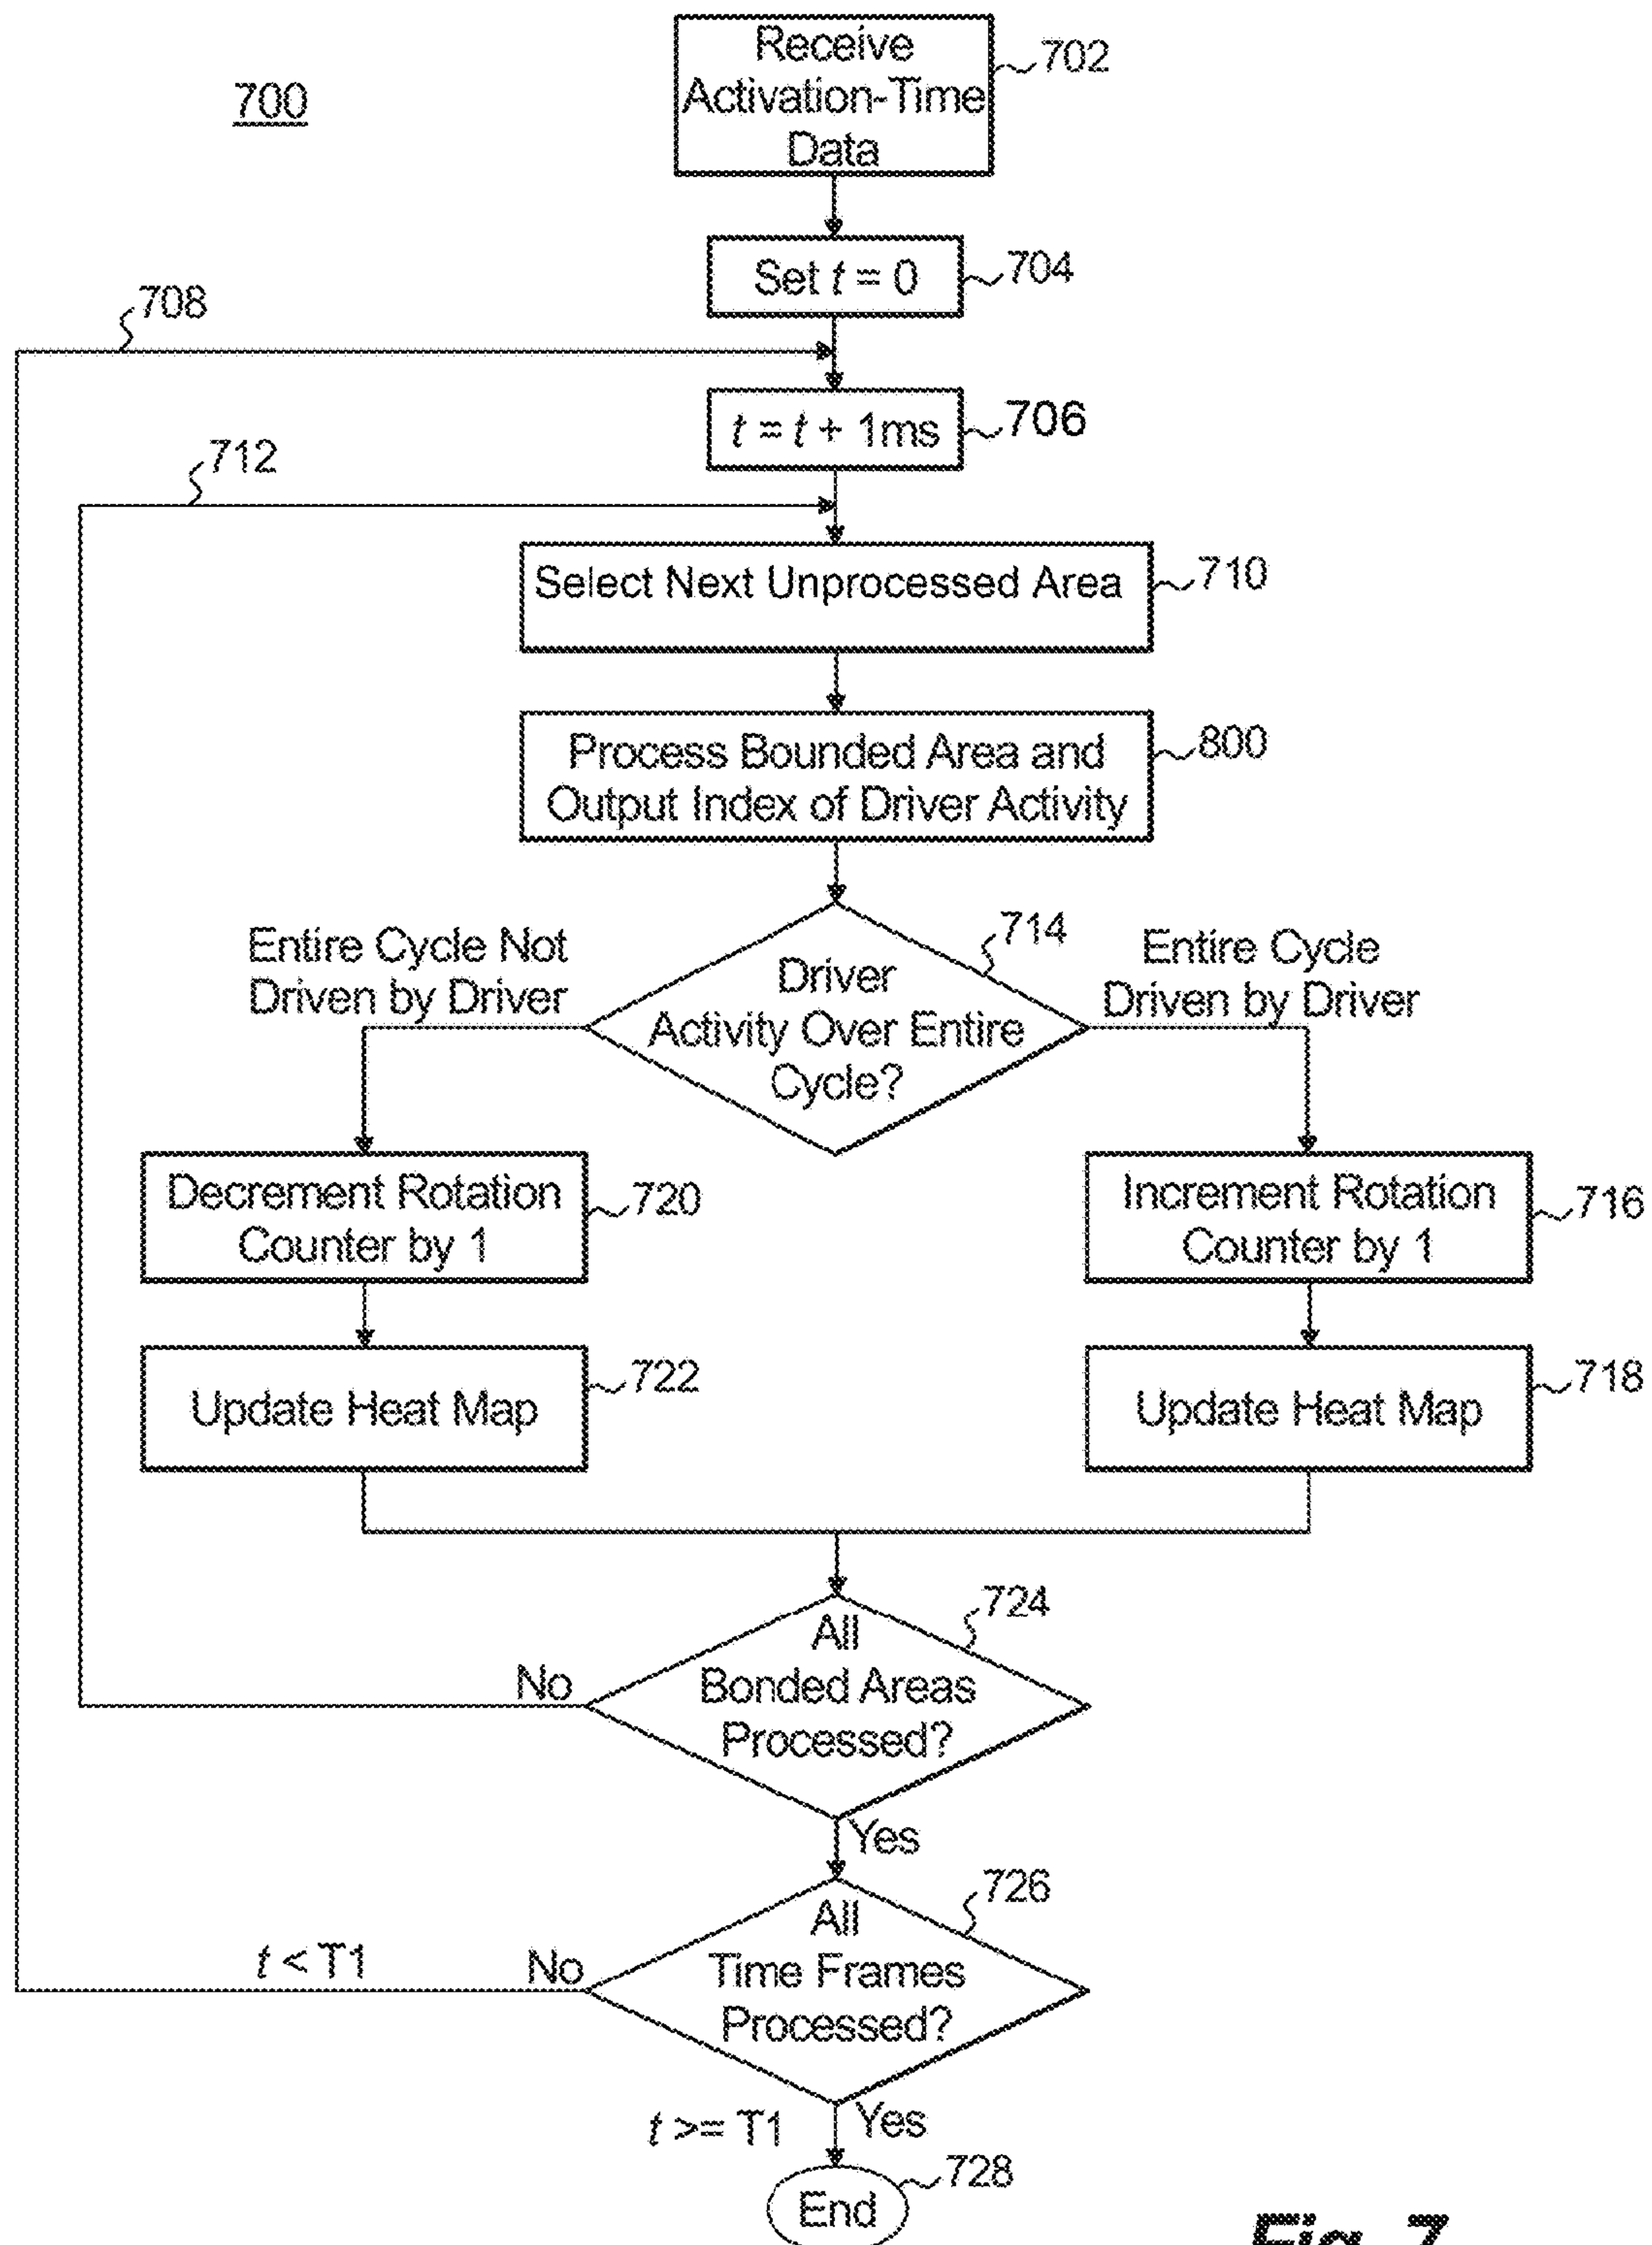 700
Receive
Activation-Time
Data
702
Set t = 0
704
708
t = t + 1ms
706
712
Select Next Unprocessed Area
710
Process Bounded Area and
Output Index of Driver Activity
800
Entire Cycle Not
Driven by Driver
Driver
Activity Over Entire
Cycle?
714
Entire Cycle
Driven by Driver
Decrement Rotation
Counter by 1
720
Increment Rotation
Counter by 1
716
Update Heat Map
722
Update Heat Map
718
All
Bonded Areas
Processed?
724
No
Yes
All
Time Frames
Processed?
726
t < T1
No
t >= T1
Yes
End
728
Fig. 7